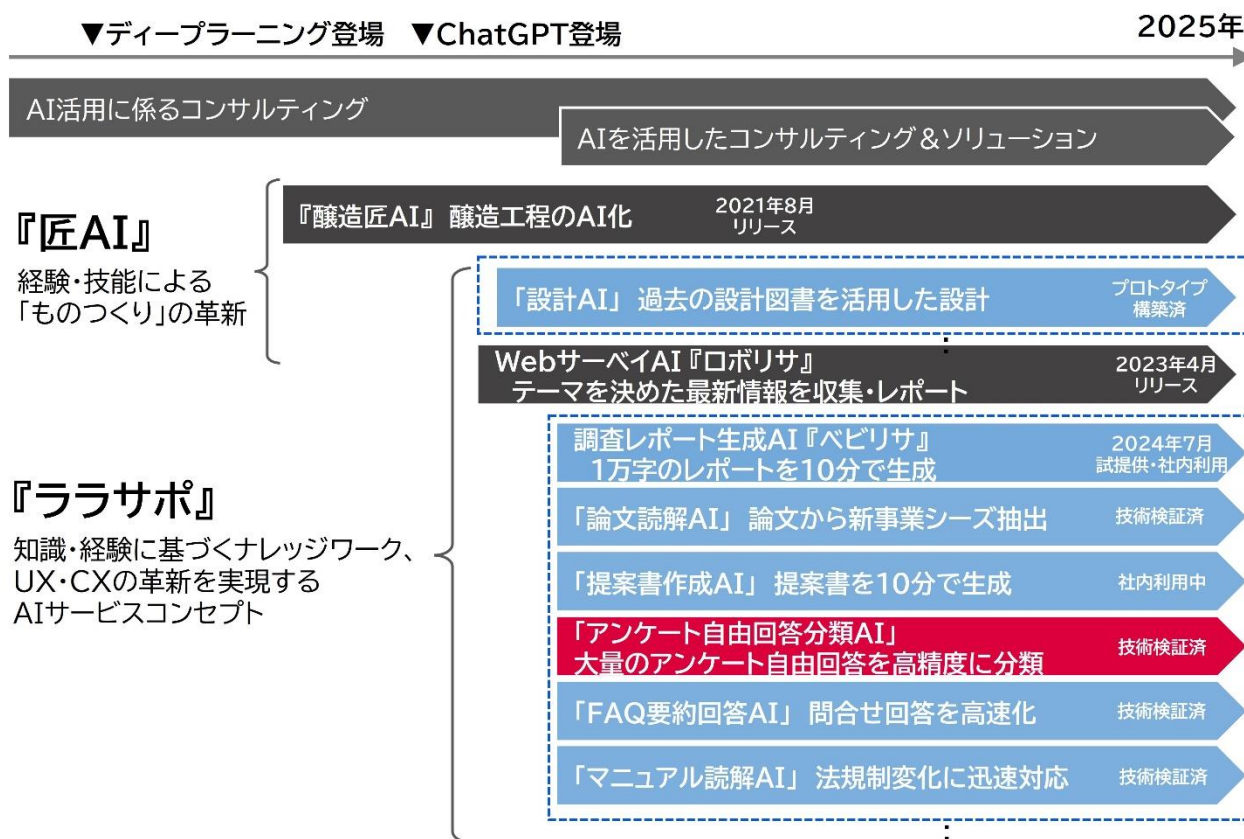 ▼ディープラーニング登場 ▼ChatGPT登場
2025年
AI活用に係るコンサルティング
AIを活用したコンサルティング&ソリューション
『匠AI』
経験・技能による
「ものつくり」の革新
『醸造匠AI』 醸造工程のAI化
2021年8月
リリース
「設計AI」 過去の設計図書を活用した設計
プロトタイプ
構築済
WebサーベイAI『ロボリサ』
テーマを決めた最新情報を収集・レポート
2023年4月
リリース
『ララサポ』
知識・経験に基づくナレッジワーク、
UX・CXの革新を実現する
AIサービスコンセプト
調査レポート生成AI『ベビリサ』
1万字のレポートを10分で生成
2024年7月
試提供・社内利用
「論文読解AI」 論文から新事業シーズ抽出
技術検証済
「提案書作成AI」 提案書を10分で生成
社内利用中
「アンケート自由回答分類AI」
大量のアンケート自由回答を高精度に分類
技術検証済
「FAQ要約回答AI」 問合せ回答を高速化
技術検証済
「マニュアル読解AI」 法規制変化に迅速対応
技術検証済